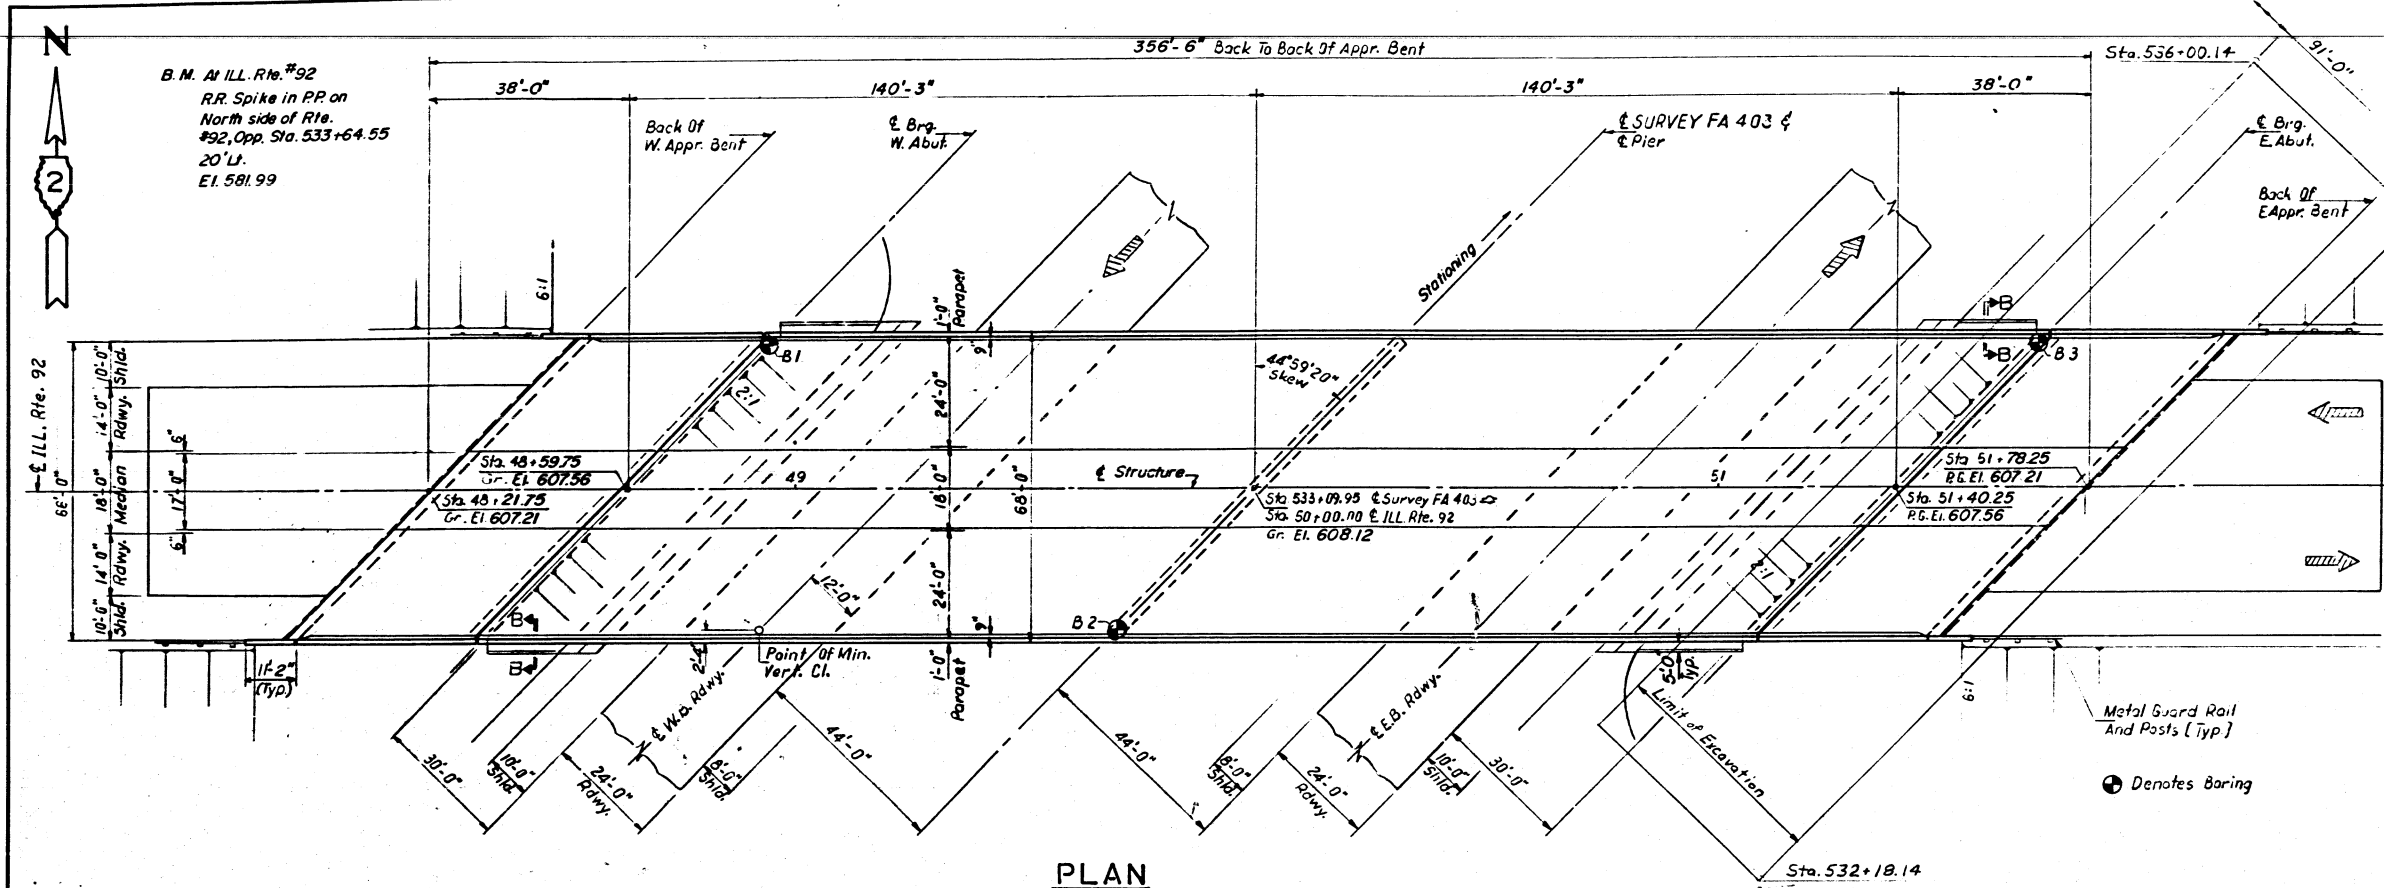 N
2
B.M. At ILL. Rte. #92
R.R. Spike in P.P. on
North side of Rte.
#92, Opp. Sta. 533+64.55
20' Lt.
El. 581.99
356'-6" Back To Back Of Appr. Bent
38'-0"
140'-3"
140'-3"
38'-0"
Sta. 536+00.14
91'-0"
Back Of
W. Appr. Bent
℄ Brg.
W. Abut.
℄ SURVEY FA 403 &
℄ Pier
℄ Brg.
E. Abut.
Back Of
E Appr. Bent
Stationing
6:1
1'-0"
Parapet
9"
B1
2:1
44°59'20"
Skew
B
B
B3
℄ ILL. Rte. 92
66'-0"
10'-0"
Shld.
14'-0"
Rdwy.
6"
18'-0"
Median
17'-0"
6"
14'-0"
Rdwy.
10'-0"
Shld.
24'-0"
18'-0"
68'-0"
24'-0"
Sta. 48+59.75
Gr. El. 607.56
Sta. 48+21.75
Gr. El. 607.21
49
℄ Structure
Sta. 533+09.95 ℄ Survey FA 403
Sta. 50+00.00 ℄ ILL. Rte. 92
Gr. El. 608.12
51
Sta. 51+78.25
P.G. El. 607.21
Sta. 51+40.25
P.G. El. 607.56
12'-0"
B2
9"
1'-0"
Parapet
B
B
2'-4"
Point Of Min.
Vert. Cl.
11'-2"
(Typ.)
℄ W.B. Rdwy.
℄ E.B. Rdwy.
5'-0"
Typ.
Limit of Excavation
6:1
Metal Guard Rail
And Posts [Typ.]
30'-0"
10'-0"
Shld.
24'-0"
Rdwy.
8'-0"
Shld.
44'-0"
44'-0"
8'-0"
Shld.
24'-0"
Rdwy.
10'-0"
Shld.
30'-0"
Denotes Boring
Sta. 532+18.14
PLAN